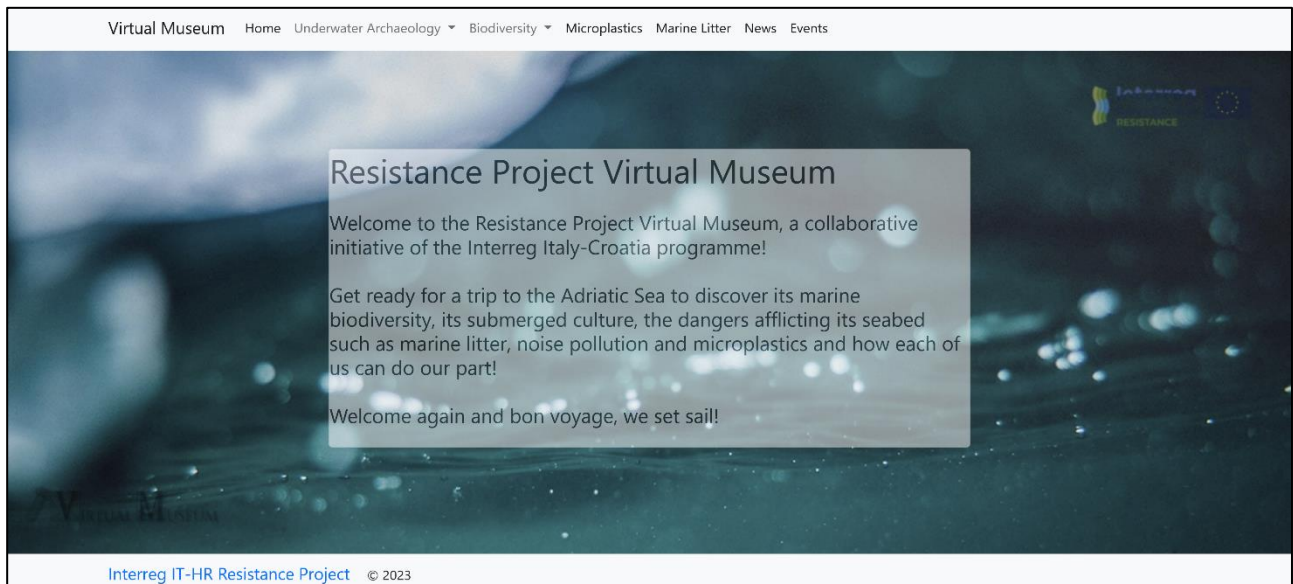 Virtual Museum Home Underwater Archaeology Biodiversity Microplastics Marine Litter News Events
Interreg
RESISTANCE
Resistance Project Virtual Museum
Welcome to the Resistance Project Virtual Museum, a collaborative
initiative of the Interreg Italy-Croatia programme!
Get ready for a trip to the Adriatic Sea to discover its marine
biodiversity, its submerged culture, the dangers afflicting its seabed
such as marine litter, noise pollution and microplastics and how each of
us can do our part!
Welcome again and bon voyage, we set sail!
Virtual Museum
Interreg IT-HR Resistance Project © 2023